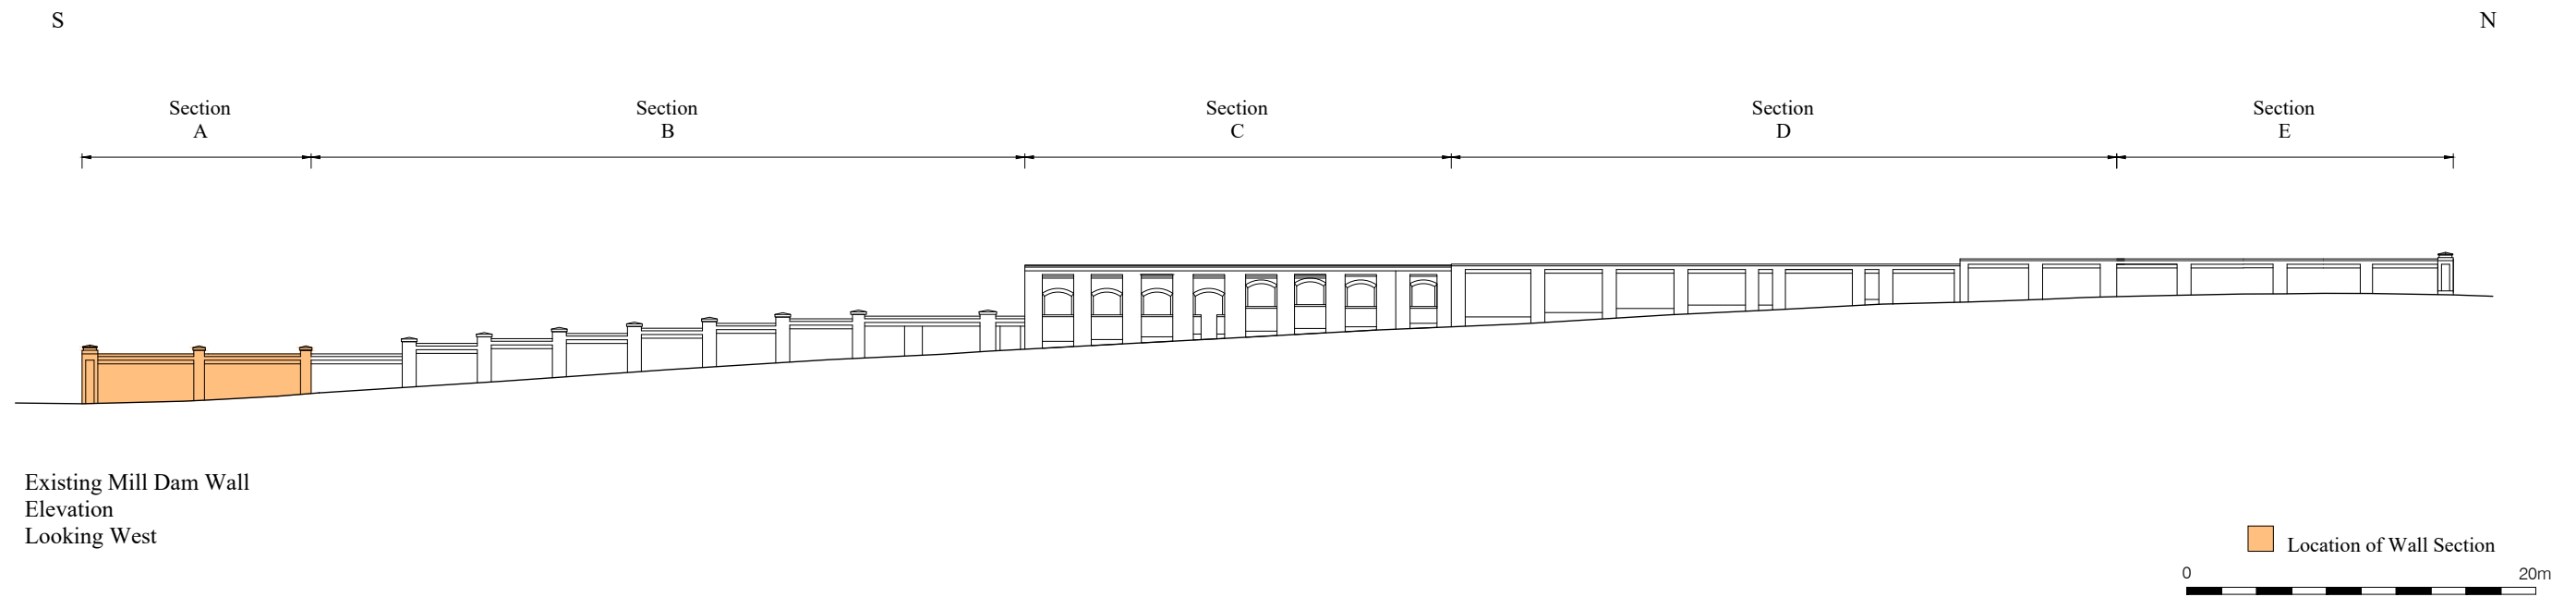 S
N
Section
A
Section
B
Section
C
Section
D
Section
E
Existing Mill Dam Wall
Elevation
Looking West
Location of Wall Section
0
20m